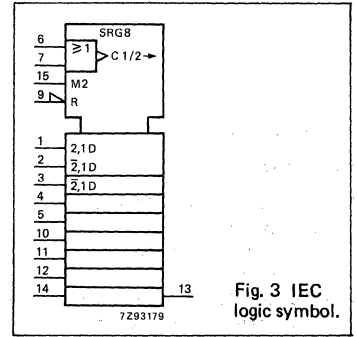 SRG8
6
≥1
7
C1/2→
15
M2
9
R
1
2,1D
2
2̅,1D
3
2̅,1D
4
5
10
11
12
14
13
Fig. 3 IEC
logic symbol.
7Z93179